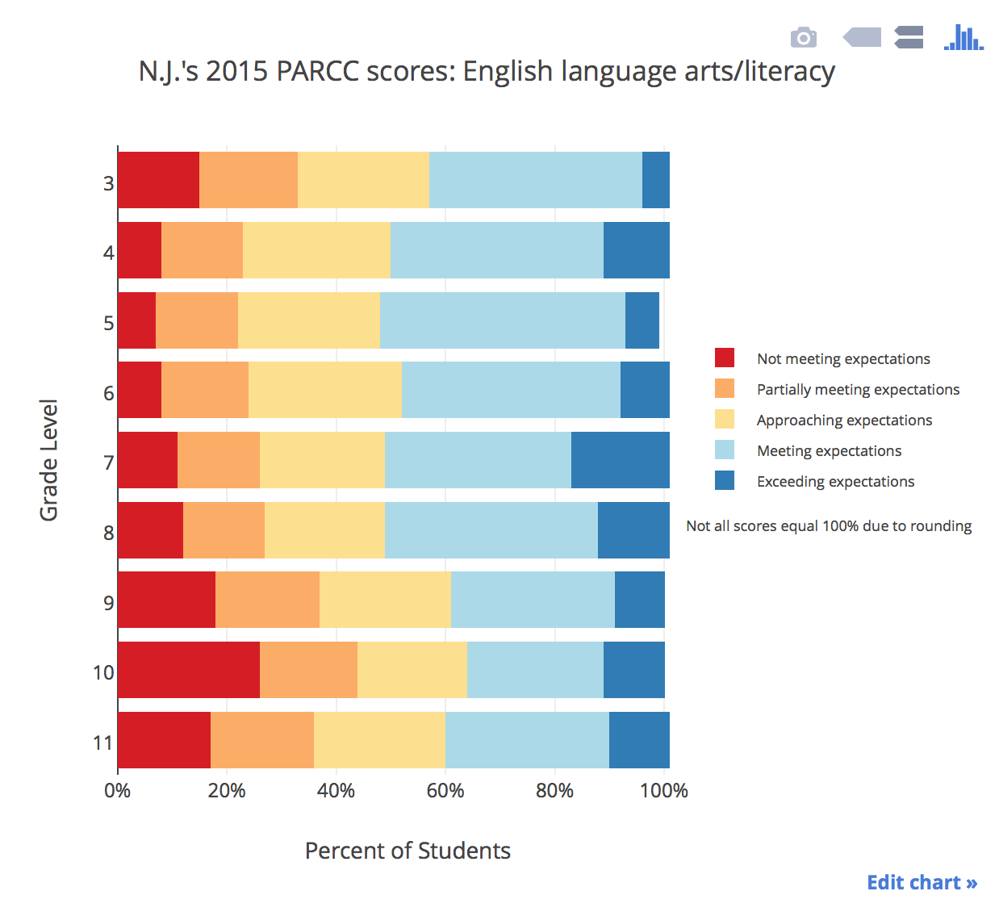 N.J.'s 2015 PARCC scores: English language arts/literacy
3
4
5
6
7
8
9
10
11
Grade Level
0% 20% 40% 60% 80% 100%
Percent of Students
Not meeting expectations
Partially meeting expectations
Approaching expectations
Meeting expectations
Exceeding expectations
Not all scores equal 100% due to rounding
Edit chart »